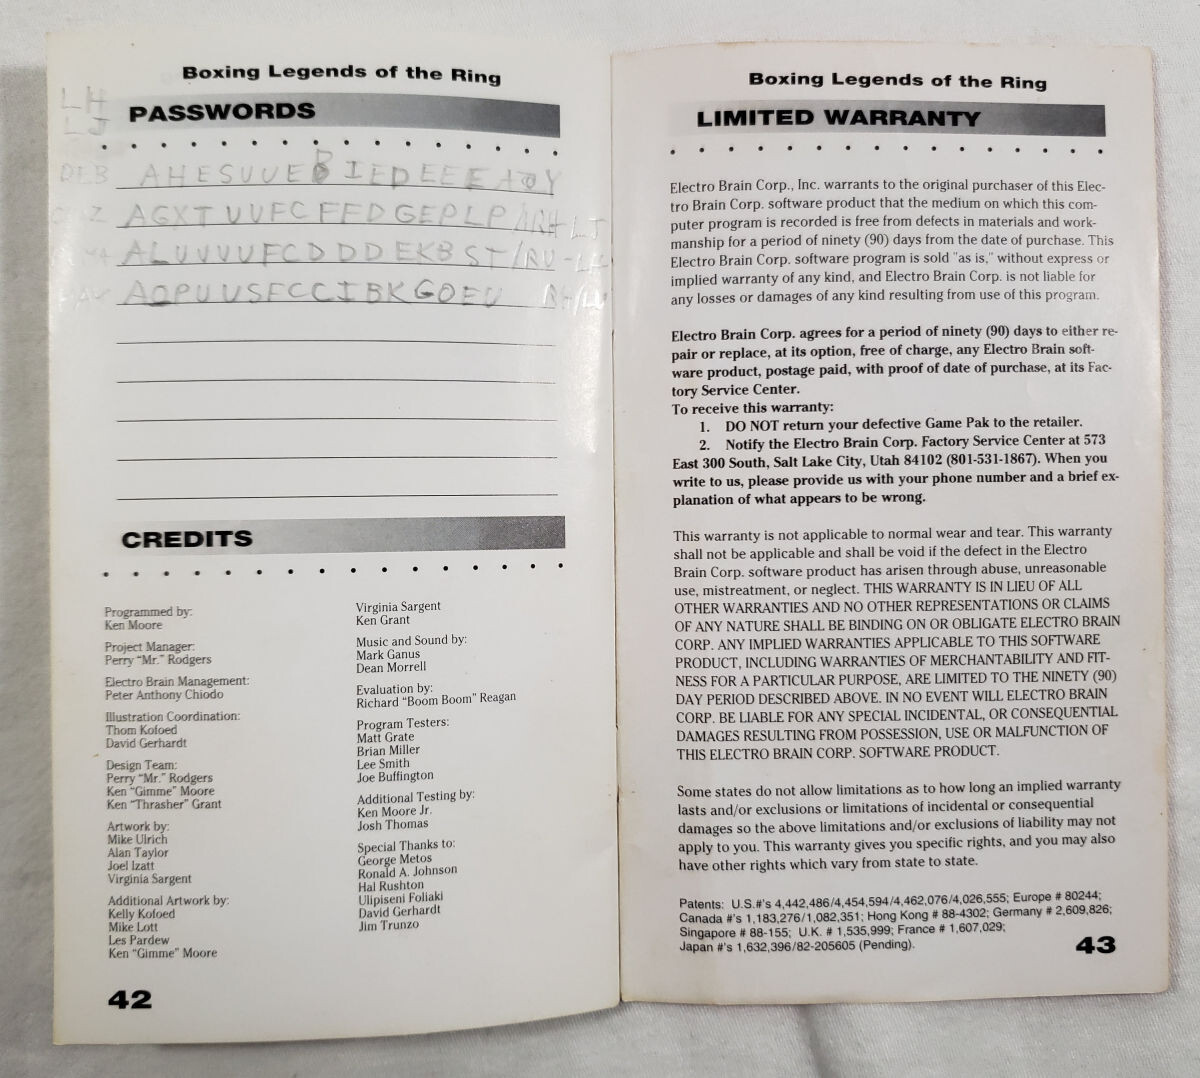 Boxing Legends of the Ring
LH
LJ
PASSWORDS
AHESUUEBIEDEEEAOY
AGXTUUFCFFDGEPLP/RH-LJ
ALUUUUFCDDDEKBST/RU-LH
AOPUUSFCCIBKGOEU
CREDITS
Programmed by:
Ken Moore
Project Manager:
Perry "Mr." Rodgers
Electro Brain Management:
Peter Anthony Chiodo
Illustration Coordination:
Thom Kofoed
David Gerhardt
Design Team:
Perry "Mr." Rodgers
Ken "Gimme" Moore
Ken "Thrasher" Grant
Artwork by:
Mike Ulrich
Alan Taylor
Joel Izatt
Virginia Sargent
Additional Artwork by:
Kelly Kofoed
Mike Lott
Les Pardew
Ken "Gimme" Moore
Virginia Sargent
Ken Grant
Music and Sound by:
Mark Ganus
Dean Morrell
Evaluation by:
Richard "Boom Boom" Reagan
Program Testers:
Matt Grate
Brian Miller
Lee Smith
Joe Buffington
Additional Testing by:
Ken Moore Jr.
Josh Thomas
Special Thanks to:
George Metos
Ronald A. Johnson
Hal Rushton
Ulipiseni Foliaki
David Gerhardt
Jim Trunzo
42
Boxing Legends of the Ring
LIMITED WARRANTY
Electro Brain Corp., Inc. warrants to the original purchaser of this Elec-
tro Brain Corp. software product that the medium on which this com-
puter program is recorded is free from defects in materials and work-
manship for a period of ninety (90) days from the date of purchase. This
Electro Brain Corp. software program is sold "as is," without express or
implied warranty of any kind, and Electro Brain Corp. is not liable for
any losses or damages of any kind resulting from use of this program.
Electro Brain Corp. agrees for a period of ninety (90) days to either re-
pair or replace, at its option, free of charge, any Electro Brain soft-
ware product, postage paid, with proof of date of purchase, at its Fac-
tory Service Center.
To receive this warranty:
1. DO NOT return your defective Game Pak to the retailer.
2. Notify the Electro Brain Corp. Factory Service Center at 573
East 300 South, Salt Lake City, Utah 84102 (801-531-1867). When you
write to us, please provide us with your phone number and a brief ex-
planation of what appears to be wrong.
This warranty is not applicable to normal wear and tear. This warranty
shall not be applicable and shall be void if the defect in the Electro
Brain Corp. software product has arisen through abuse, unreasonable
use, mistreatment, or neglect. THIS WARRANTY IS IN LIEU OF ALL
OTHER WARRANTIES AND NO OTHER REPRESENTATIONS OR CLAIMS
OF ANY NATURE SHALL BE BINDING ON OR OBLIGATE ELECTRO BRAIN
CORP. ANY IMPLIED WARRANTIES APPLICABLE TO THIS SOFTWARE
PRODUCT, INCLUDING WARRANTIES OF MERCHANTABILITY AND FIT-
NESS FOR A PARTICULAR PURPOSE, ARE LIMITED TO THE NINETY (90)
DAY PERIOD DESCRIBED ABOVE. IN NO EVENT WILL ELECTRO BRAIN
CORP. BE LIABLE FOR ANY SPECIAL INCIDENTAL, OR CONSEQUENTAL
DAMAGES RESULTING FROM POSSESSION, USE OR MALFUNCTION OF
THIS ELECTRO BRAIN CORP. SOFTWARE PRODUCT.
Some states do not allow limitations as to how long an implied warranty
lasts and/or exclusions or limitations of incidental or consequential
damages so the above limitations and/or exclusions of liability may not
apply to you. This warranty gives you specific rights, and you may also
have other rights which vary from state to state.
Patents: U.S.#'s 4,442,486/4,454,594/4,462,076/4,026,555; Europe # 80244;
Canada #'s 1,183,276/1,082,351; Hong Kong # 88-4302; Germany # 2,609,826;
Singapore # 88-155; U.K. # 1,535,999; France # 1,607,029;
Japan #'s 1,632,396/82-205605 (Pending).
43